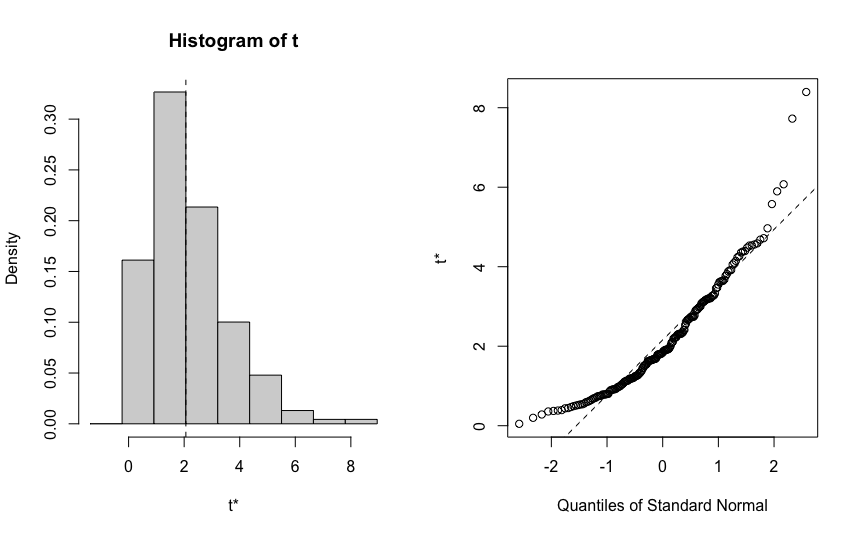 Histogram of t
Density
0.00 0.05 0.10 0.15 0.20 0.25 0.30
0 2 4 6 8
t*
t*
0 2 4 6 8
-2 -1 0 1 2
Quantiles of Standard Normal